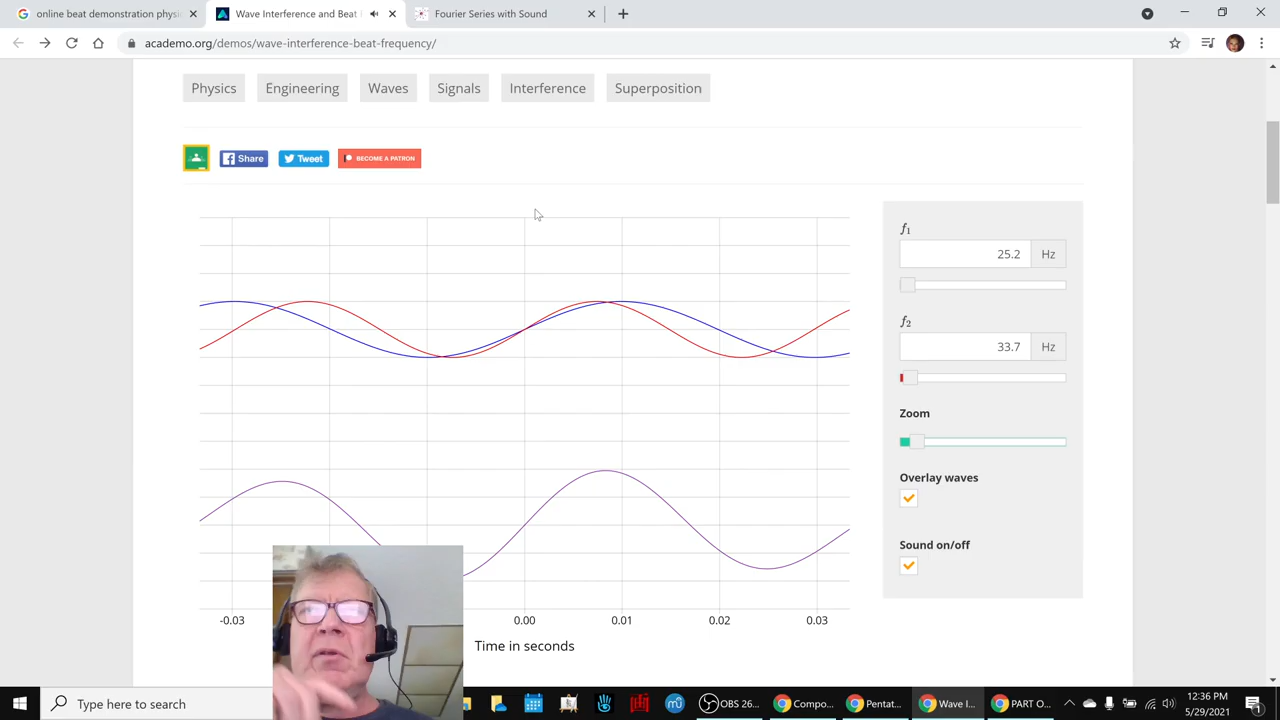 online beat demonstration physi
Wave Interference and Beat
Fourier Series with Sound
academo.org/demos/wave-interference-beat-frequency/
Physics
Engineering
Waves
Signals
Interference
Superposition
Share
Tweet
BECOME A PATRON
f1
25.2
Hz
f2
33.7
Hz
Zoom
Overlay waves
Sound on/off
-0.03
0.00
0.01
0.02
0.03
Time in seconds
Type here to search
OBS 26...
Compo...
Pentat...
Wave I...
PART O...
12:36 PM
5/29/2021
1